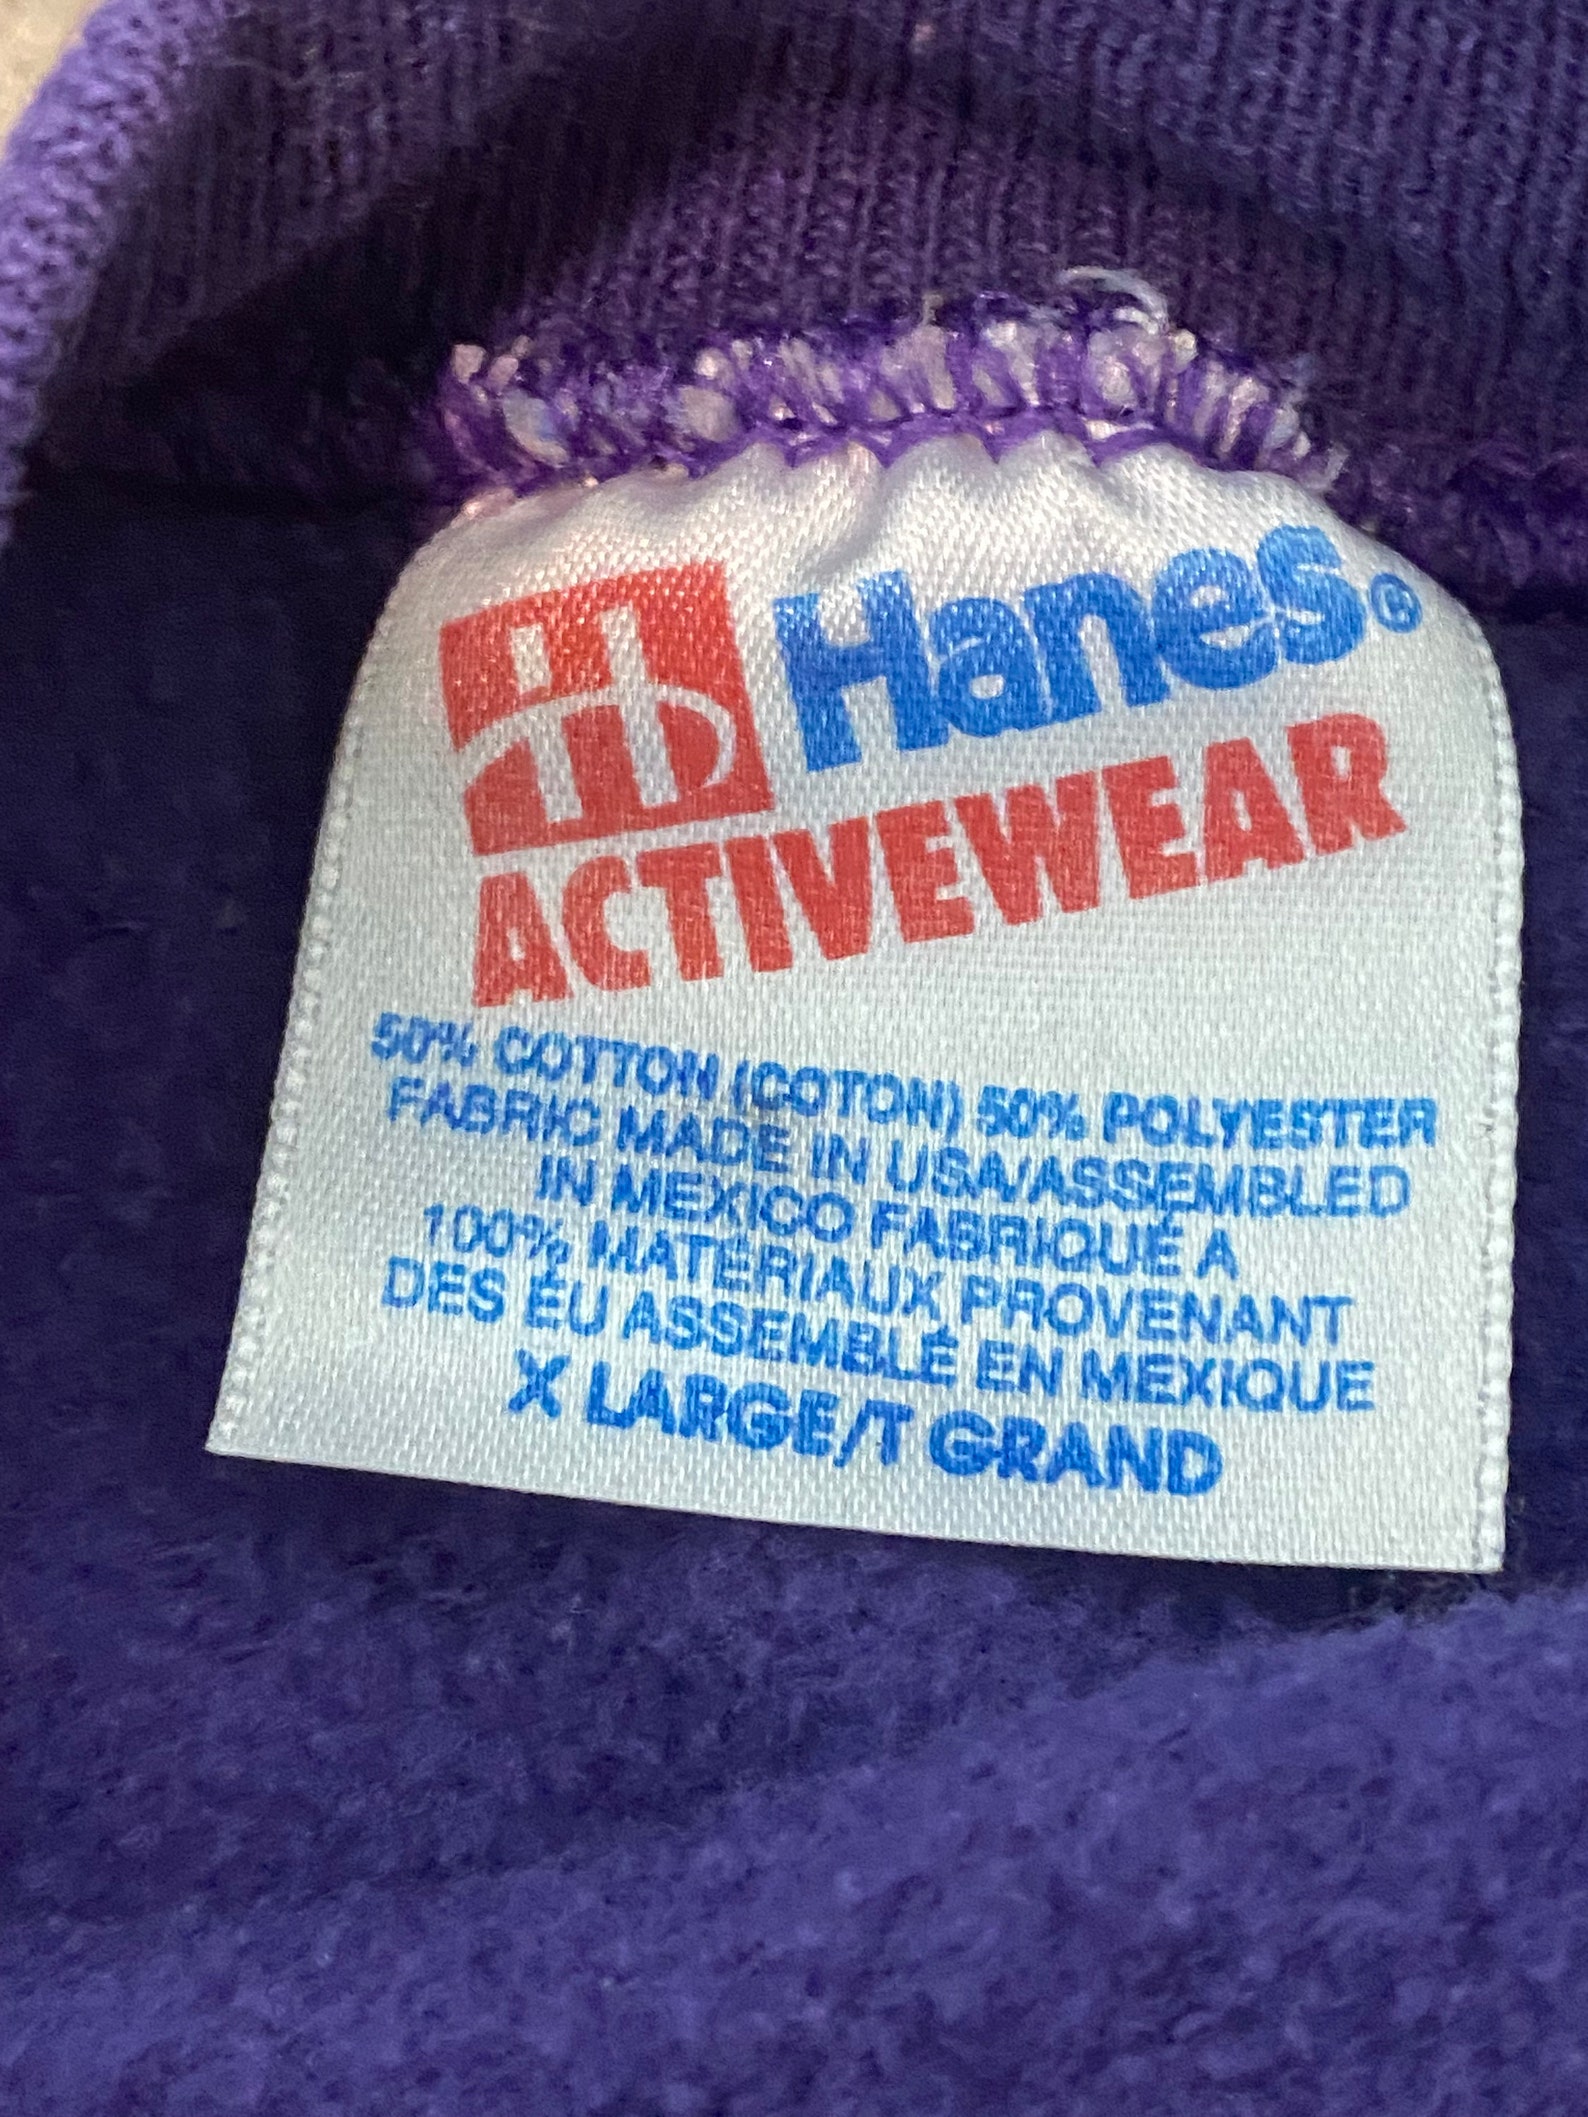 Hanes®
ACTIVEWEAR
50% COTTON (COTON) 50% POLYESTER
FABRIC MADE IN USA/ASSEMBLED
IN MEXICO FABRIQUÉ A
100% MATÉRIAUX PROVENANT
DES ÉU ASSEMBLÉ EN MEXIQUE
X LARGE/T GRAND